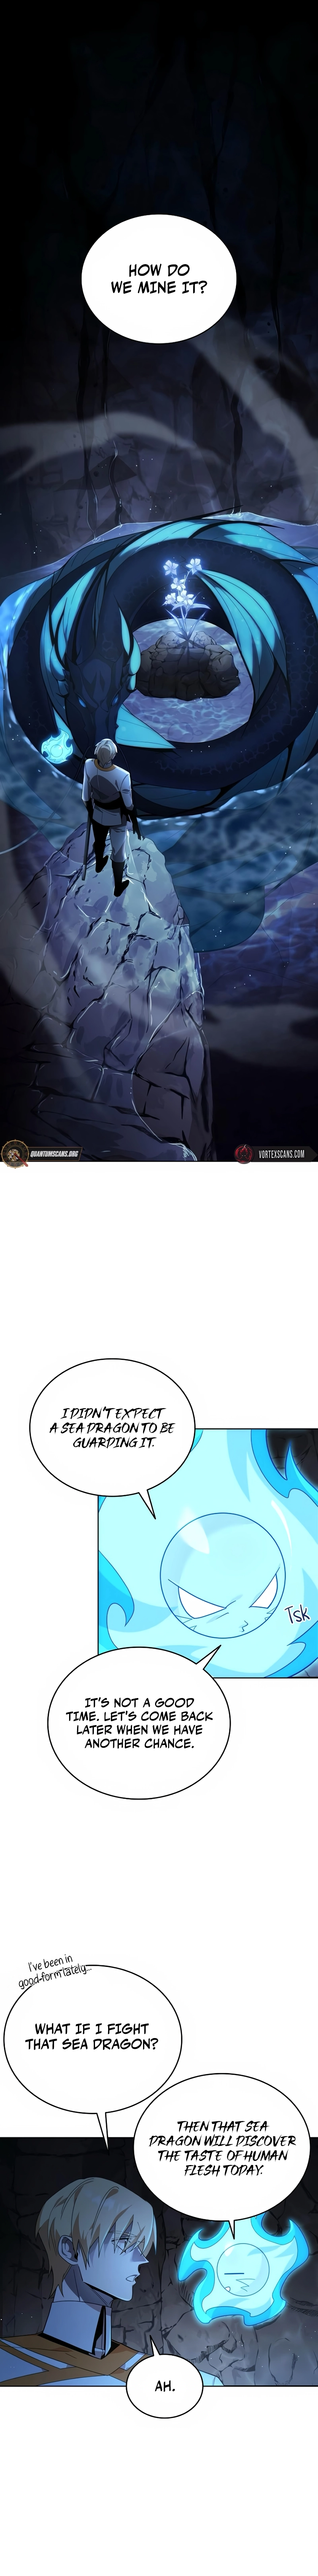 HOW DO
WE MINE IT?
QUANTUMSCANS.ORG
VORTEXSCANS.COM
I DIDN'T EXPECT
A SEA DRAGON TO BE
GUARDING IT.
Tsk
IT'S NOT A GOOD
TIME. LET'S COME BACK
LATER WHEN WE HAVE
ANOTHER CHANCE.
I've been in
good form lately...
WHAT IF I FIGHT
THAT SEA DRAGON?
THEN THAT SEA
DRAGON WILL DISCOVER
THE TASTE OF HUMAN
FLESH TODAY.
AH.